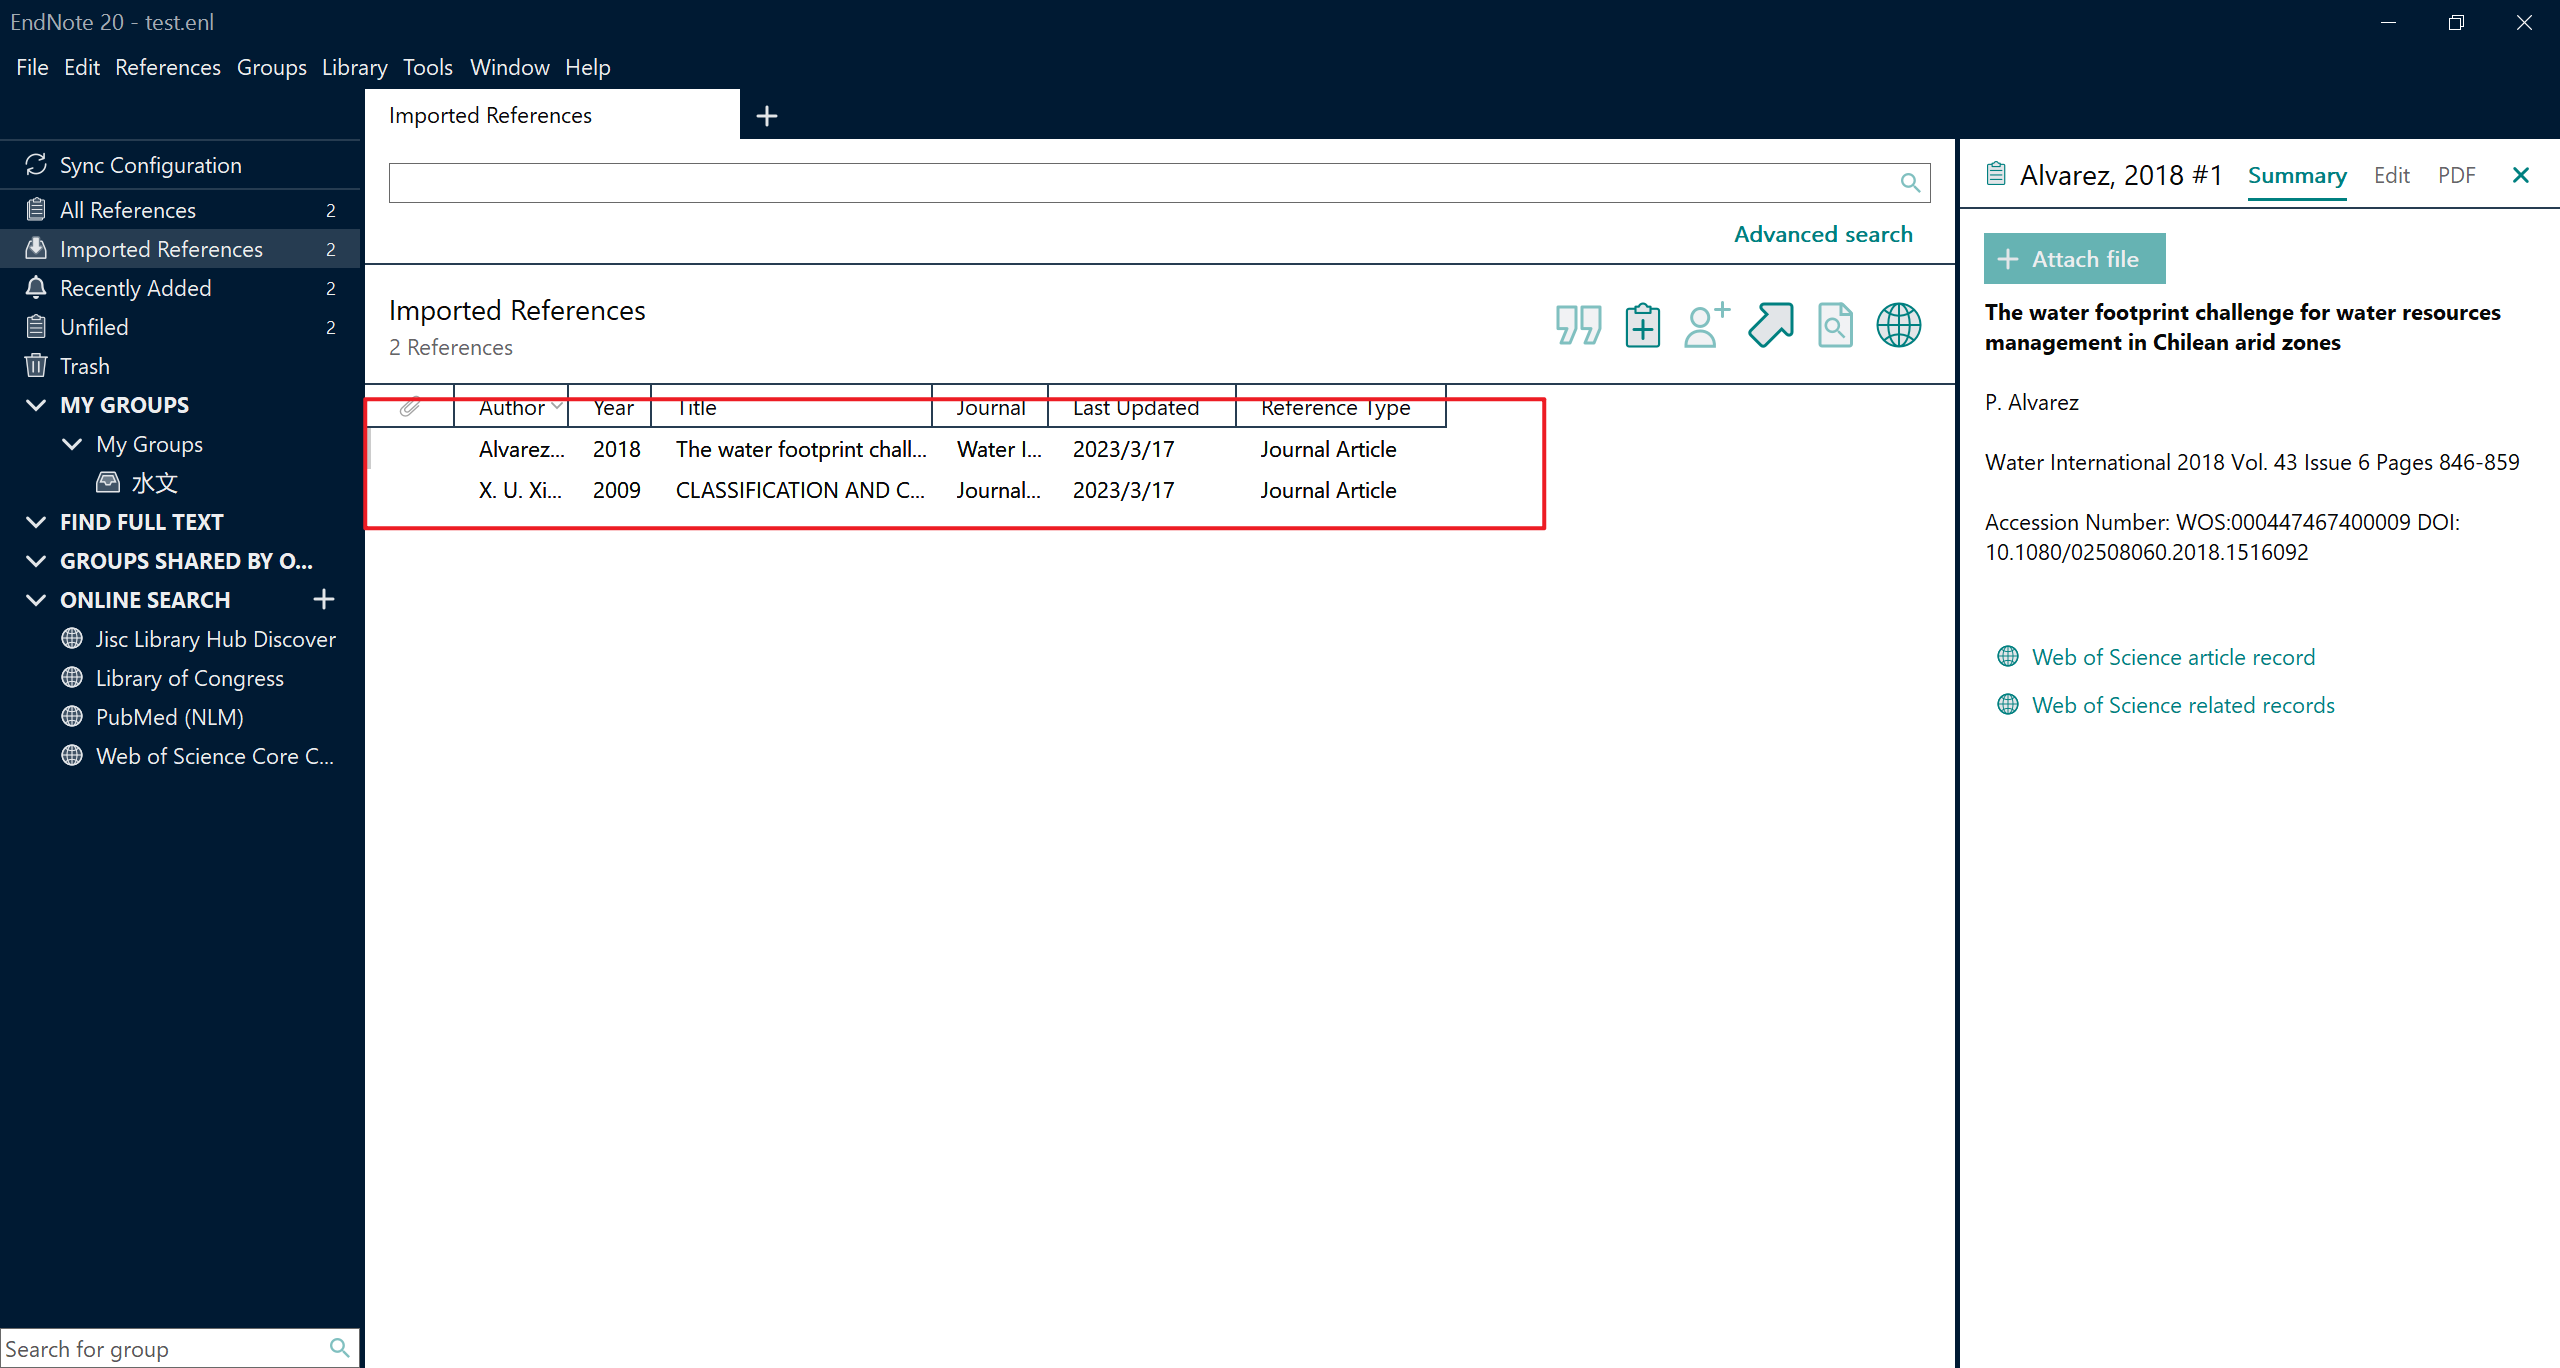 EndNote 20 - test.enl
File Edit References Groups Library Tools Window Help
Imported References
Sync Configuration
All References 2
Imported References 2
Recently Added 2
Unfiled 2
Trash
MY GROUPS
My Groups
水文
FIND FULL TEXT
GROUPS SHARED BY O...
ONLINE SEARCH
Jisc Library Hub Discover
Library of Congress
PubMed (NLM)
Web of Science Core C...
Search for group
Advanced search
Imported References
2 References
Author Year Title Journal Last Updated Reference Type
Alvarez... 2018 The water footprint chall... Water I... 2023/3/17 Journal Article
X. U. Xi... 2009 CLASSIFICATION AND C... Journal... 2023/3/17 Journal Article
Alvarez, 2018 #1 Summary Edit PDF
Attach file
The water footprint challenge for water resources
management in Chilean arid zones
P. Alvarez
Water International 2018 Vol. 43 Issue 6 Pages 846-859
Accession Number: WOS:000447467400009 DOI:
10.1080/02508060.2018.1516092
Web of Science article record
Web of Science related records